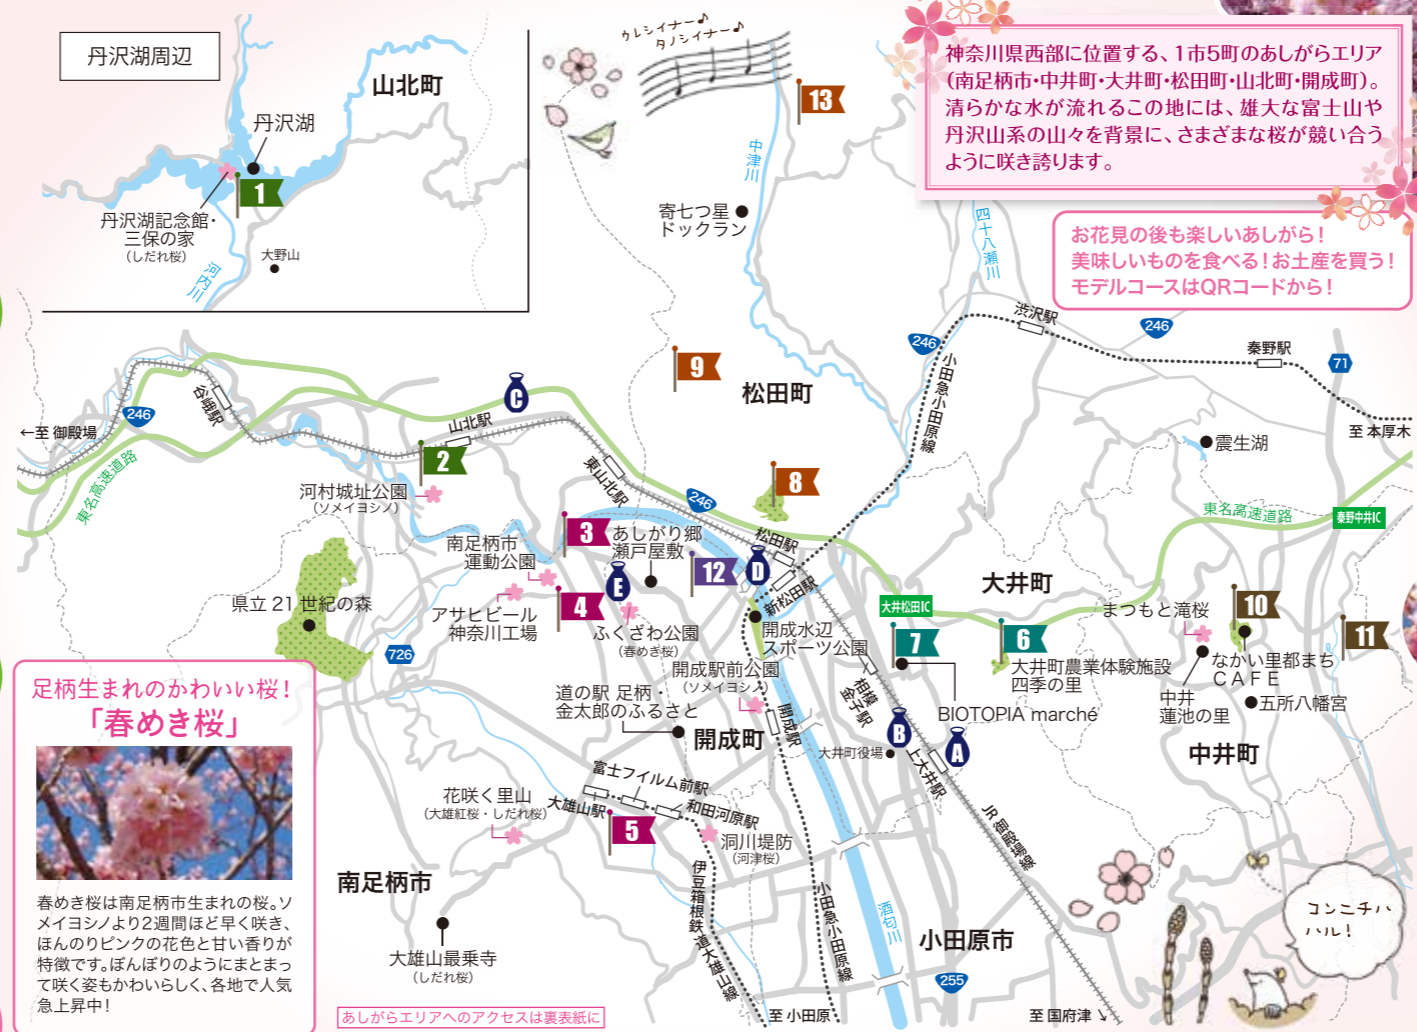 丹沢湖周辺
山北町
丹沢湖
1
丹沢湖記念館・
三保の家
(しだれ桜)
大野山
河内川
ウレシイナー♪
タノシイナー♪
13
中津川
寄七つ星
ドックラン
神奈川県西部に位置する、1市5町のあしがらエリア
(南足柄市・中井町・大井町・松田町・山北町・開成町)。
清らかな水が流れるこの地には、雄大な富士山や
丹沢山系の山々を背景に、さまざまな桜が競い合う
ように咲き誇ります。
四十八瀬川
お花見の後も楽しいあしがら!
美味しいものを食べる!お土産を買う!
モデルコースはQRコードから!
渋沢駅
246
246
秦野駅
71
小田急小田原線
至 本厚木
9
松田町
谷峨駅
246
←至 御殿場
東名高速道路
C
山北駅
2
東山北駅
河村城址公園
(ソメイヨシノ)
246
8
震生湖
東名高速道路
秦野中井IC
松田駅
3
あしがり郷
瀬戸屋敷
12
D
新松田駅
南足柄市
運動公園
E
4
アサヒビール
神奈川工場
ふくざわ公園
(春めき桜)
県立21世紀の森
726
開成水辺
スポーツ公園
大井松田IC
大井町
7
6
大井町農業体験施設
四季の里
まつもと滝桜
10
11
なかい里都まち
CAFE
中井
蓮池の里
五所八幡宮
中井町
開成駅前公園
(ソメイヨシノ)
道の駅 足柄・
金太郎のふるさと
開成町
開成駅
相模
金子駅
BIOTOPIA marché
B
A
大井町役場
上大井駅
足柄生まれのかわいい桜!
「春めき桜」
春めき桜は南足柄市生まれの桜。ソ
メイヨシノより2週間ほど早く咲き、
ほんのりピンクの花色と甘い香りが
特徴です。ぼんぼりのようにまとまっ
て咲く姿もかわいらしく、各地で人気
急上昇中!
花咲く里山
(大雄紅桜・しだれ桜)
富士フイルム前駅
大雄山駅
和田河原駅
5
洞川堤防
(河津桜)
南足柄市
大雄山最乗寺
(しだれ桜)
伊豆箱根鉄道大雄山線
小田急小田原線
酒匂川
JR御殿場線
小田原市
255
コンニチハ
ハル!
あしがらエリアへのアクセスは裏表紙に
至 小田原
至 国府津